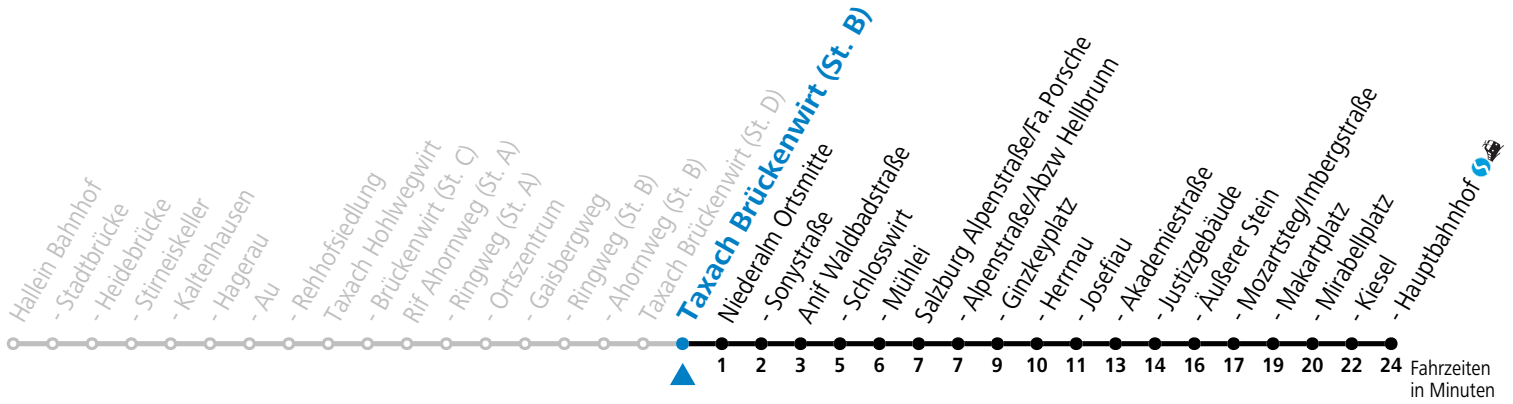 Hallein Bahnhof
- Stadtbrücke
- Heidebrücke
- Stirneiskeller
- Kaltenhausen
- Hagerau
- Au
- Rehhofsiedlung
Taxach Hohlwegwirt
- Brückenwirt (St. C)
Rif Ahornweg (St. A)
- Ringweg (St. A)
- Ortszentrum
- Gaisbergweg
- Ringweg (St. B)
- Ahornweg (St. B)
Taxach Brückenwirt (St. D)
Taxach Brückenwirt (St. B)
Niederalm Ortsmitte
- Sonystraße
Anif Waldbadstraße
- Schlosswirt
- Mühlei
Salzburg Alpenstraße/Fa.Porsche
- Alpenstraße/Abzw Hellbrunn
- Ginzkeyplatz
- Herrnau
- Josefiau
- Akademiestraße
- Justizgebäude
- Äußerer Stein
- Mozartsteg/Imbergstraße
- Makartplatz
- Mirabellplatz
- Kiesel
- Hauptbahnhof
1 2 3 5 6 7 7 9 10 11 13 14 16 17 19 20 22 24 Fahrzeiten
in Minuten